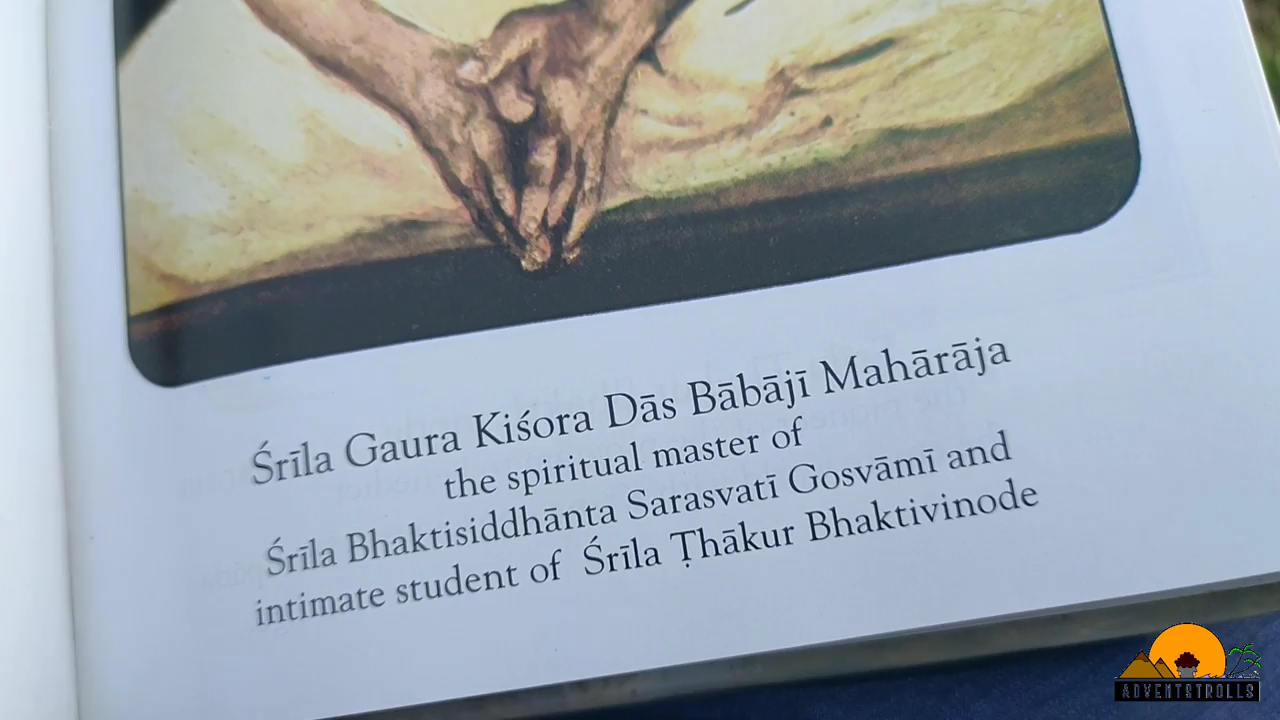 Śrīla Gaura Kiśora Dās Bābājī Mahārāja
the spiritual master of
Śrīla Bhaktisiddhānta Sarasvatī Gosvāmī and
intimate student of Śrīla Ṭhākur Bhaktivinode
ADVENTSTROLLS